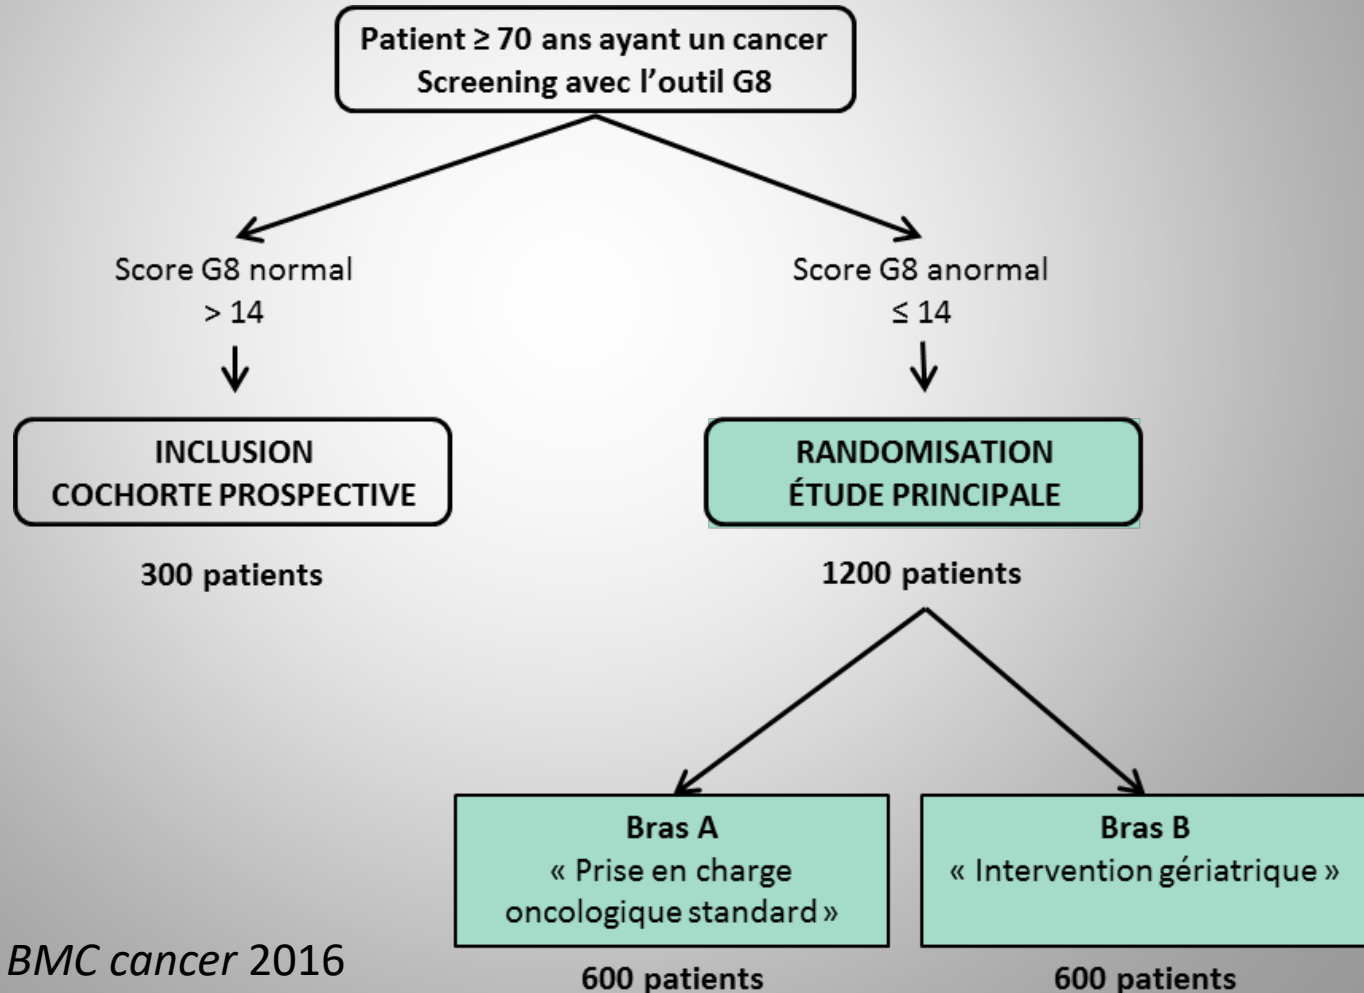 Patient ≥ 70 ans ayant un cancer
Screening avec l'outil G8
Score G8 normal
> 14
Score G8 anormal
≤ 14
INCLUSION
COCHORTE PROSPECTIVE
RANDOMISATION
ÉTUDE PRINCIPALE
300 patients
1200 patients
Bras A
« Prise en charge
oncologique standard »
Bras B
« Intervention gériatrique »
600 patients
600 patients
BMC cancer 2016